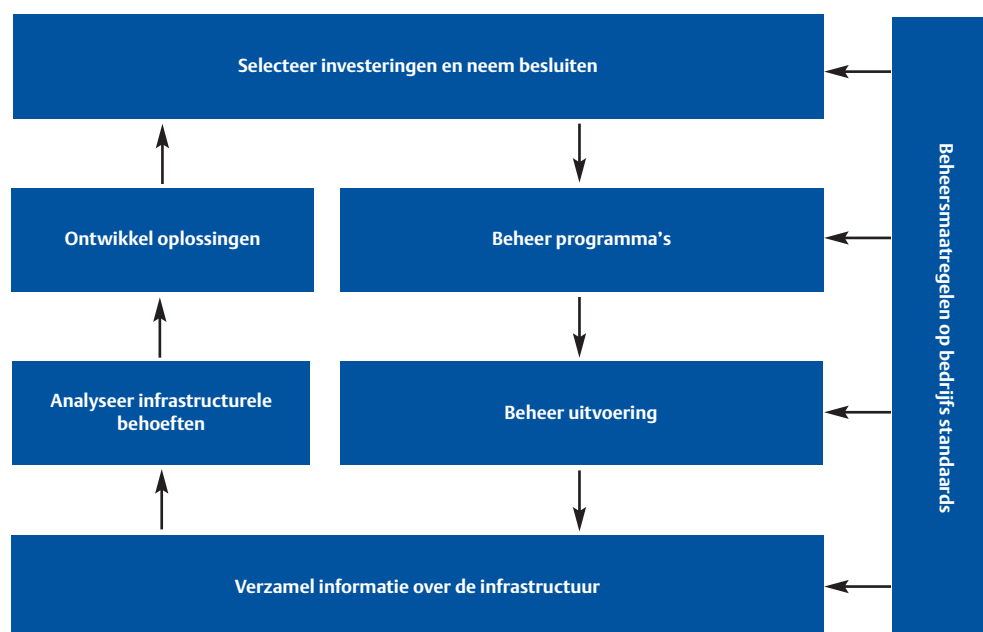 Selecteer investeringen en neem besluiten
Ontwikkel oplossingen
Beheer programma's
Analyseer infrastructurele
behoeften
Beheer uitvoering
Verzamel informatie over de infrastructuur
Beheersmaatregelen op bedrijfs standaards